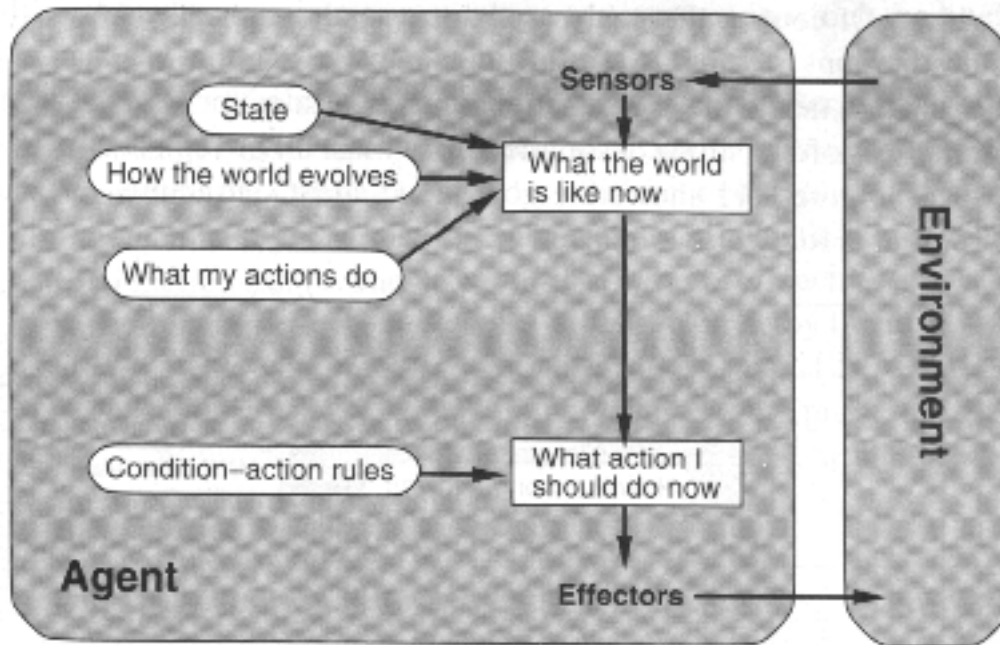 Sensors
State
What the world
is like now
How the world evolves
What my actions do
Environment
Condition–action rules
What action I
should do now
Agent
Effectors